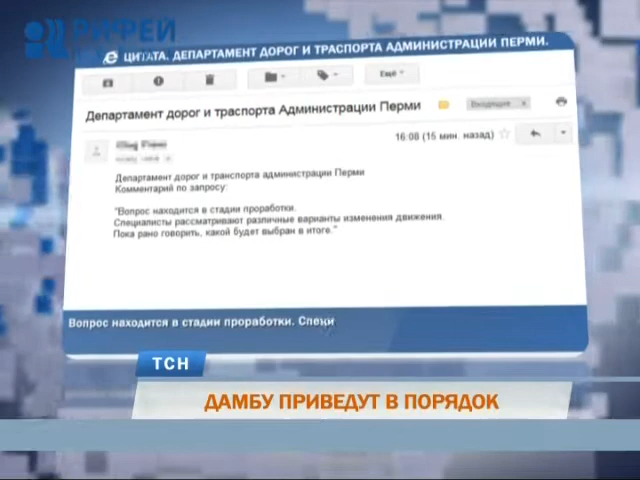 РИФЕЙ
ЦИТАТА. ДЕПАРТАМЕНТ ДОРОГ И ТРАСПОРТА АДМИНИСТРАЦИИ ПЕРМИ.
Ещё
Департамент дорог и траспорта Администрации Перми
Входящие x
16:08 (15 мин. назад)
Департамент дорог и транспорта администрации Перми
Комментарий по запросу:
"Вопрос находится в стадии проработки.
Специалисты рассматривают различные варианты изменения движения.
Пока рано говорить, какой будет выбран в итоге."
Вопрос находится в стадии проработки. Специ
ТСН
ДАМБУ ПРИВЕДУТ В ПОРЯДОК